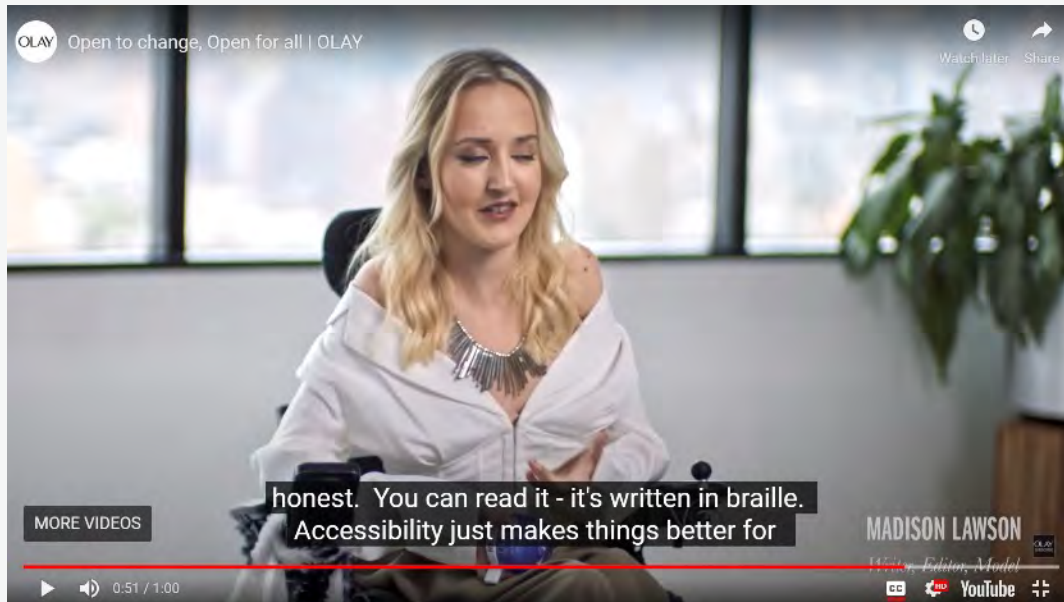 OLAY
Open to change, Open for all | OLAY
Watch later
Share
honest.  You can read it - it's written in braille.
Accessibility just makes things better for
MORE VIDEOS
MADISON LAWSON
Writer, Editor, Model
OLAY
0:51 / 1:00
CC
HD
YouTube